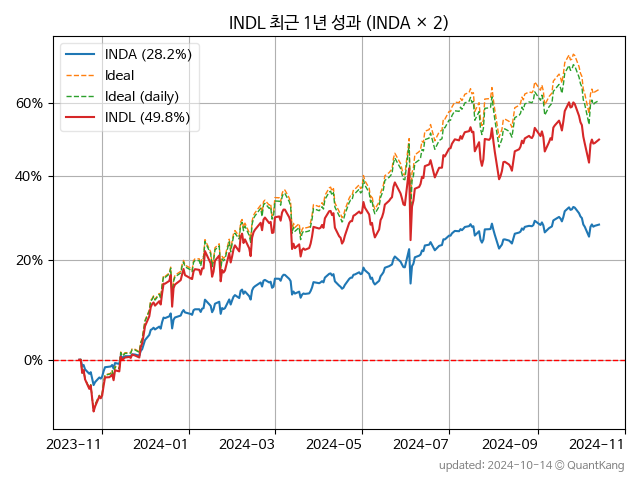 INDL 최근 1년 성과 (INDA × 2)
INDA (28.2%)
Ideal
Ideal (daily)
INDL (49.8%)
60%
40%
20%
0%
2023-11
2024-01
2024-03
2024-05
2024-07
2024-09
2024-11
updated: 2024-10-14 © QuantKang